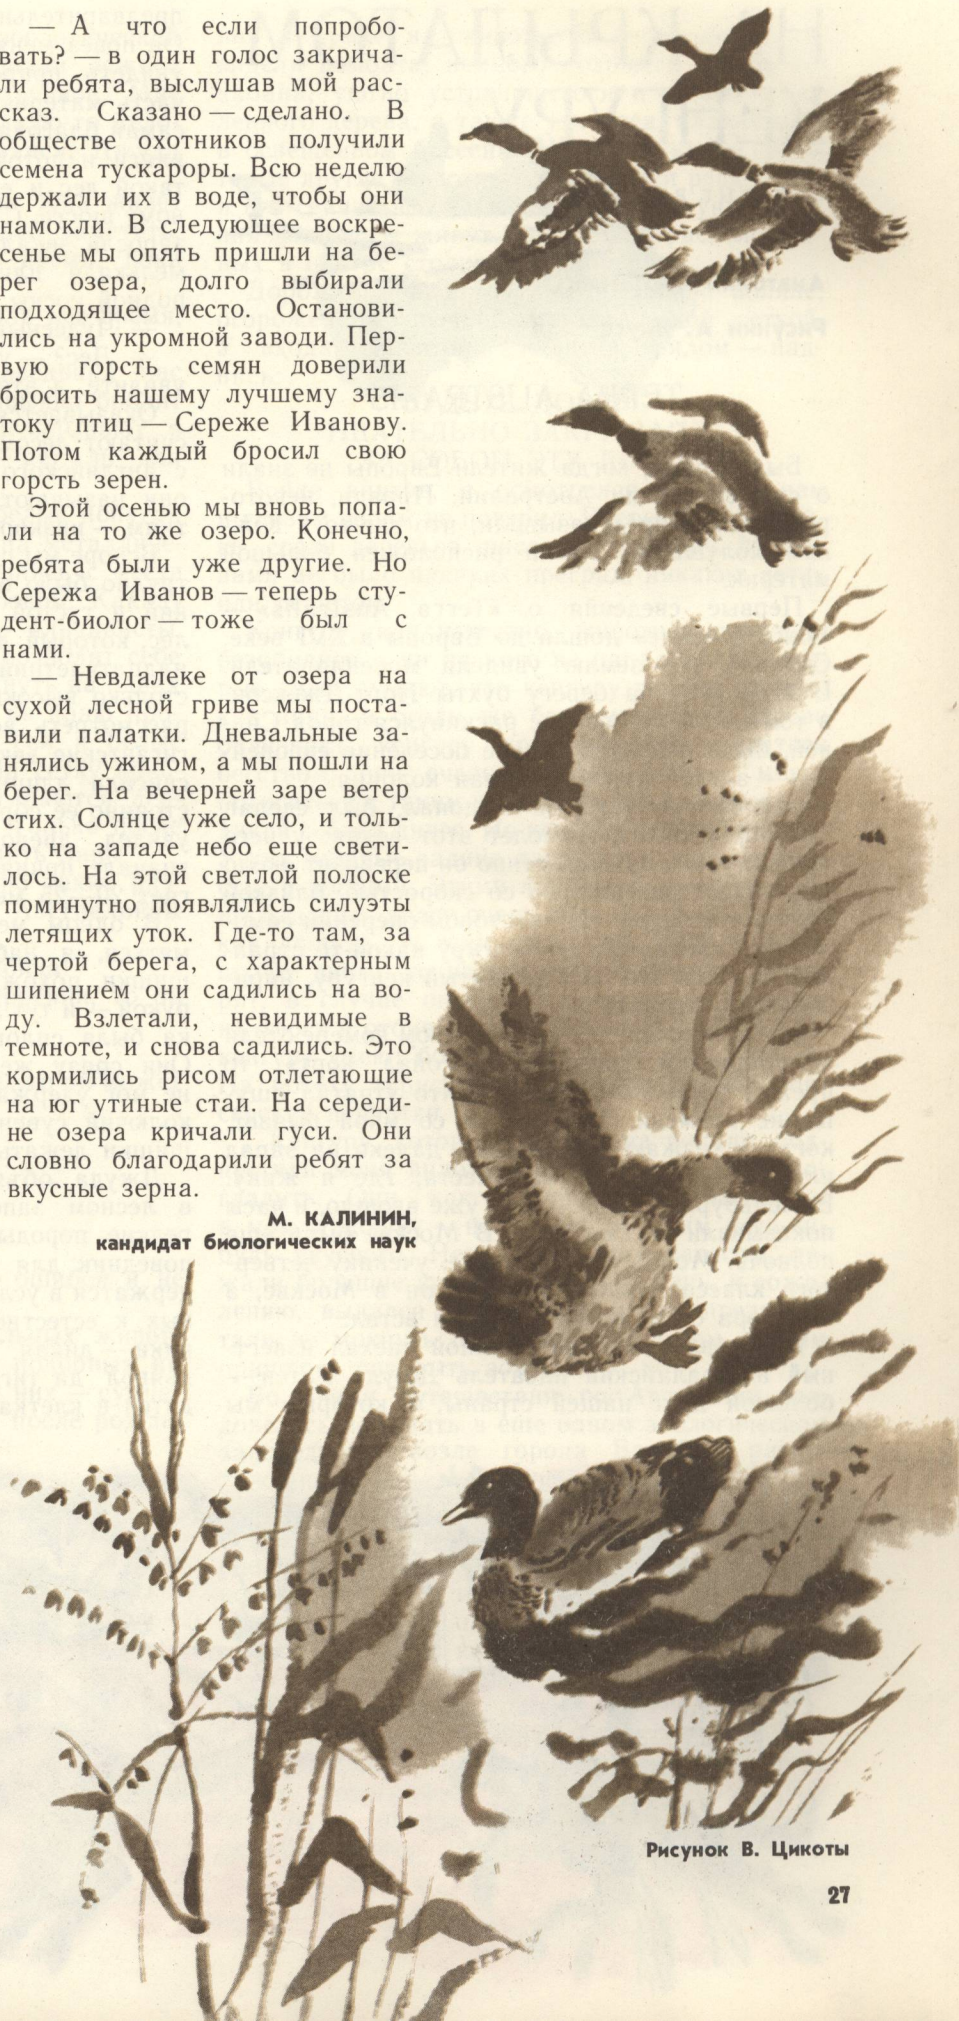 — А что если попробо-
вать? — в один голос закрича-
ли ребята, выслушав мой рас-
сказ. Сказано — сделано. В
обществе охотников получили
семена тускароры. Всю неделю
держали их в воде, чтобы они
намокли. В следующее воскре-
сенье мы опять пришли на бе-
рег озера, долго выбирали
подходящее место. Останови-
лись на укромной заводи. Пер-
вую горсть семян доверили
бросить нашему лучшему зна-
току птиц — Сереже Иванову.
Потом каждый бросил свою
горсть зерен.
Этой осенью мы вновь попа-
ли на то же озеро. Конечно,
ребята были уже другие. Но
Сережа Иванов — теперь сту-
дент-биолог — тоже был с
нами.
— Невдалеке от озера на
сухой лесной гриве мы поста-
вили палатки. Дневальные за-
нялись ужином, а мы пошли на
берег. На вечерней заре ветер
стих. Солнце уже село, и толь-
ко на западе небо еще свети-
лось. На этой светлой полоске
поминутно появлялись силуэты
летящих уток. Где-то там, за
чертой берега, с характерным
шипением они садились на во-
ду. Взлетали, невидимые в
темноте, и снова садились. Это
кормились рисом отлетающие
на юг утиные стаи. На середи-
не озера кричали гуси. Они
словно благодарили ребят за
вкусные зерна.
М. КАЛИНИН,
кандидат биологических наук
Рисунок В. Цикоты
27